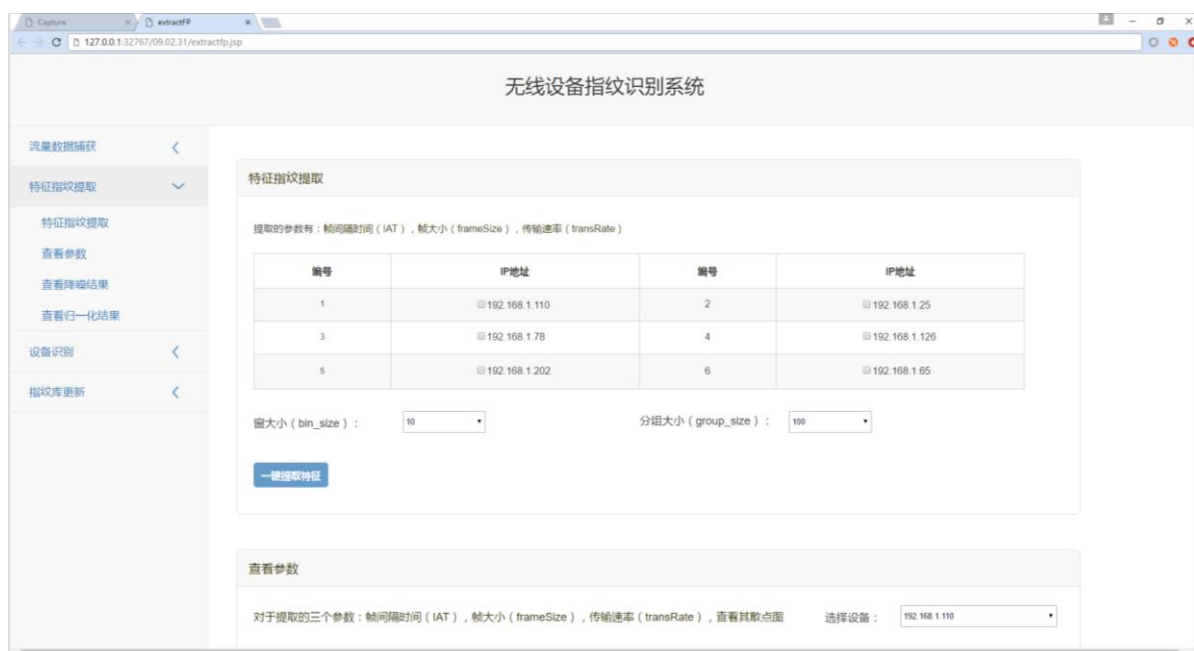 Capture
extractFP
127.0.0.1:32767/09.02.31/extractfp.jsp
无线设备指纹识别系统
流量数据捕获
特征指纹提取
特征指纹提取
查看参数
查看降噪结果
查看归一化结果
设备识别
指纹库更新
特征指纹提取
提取的参数有：帧间隔时间（IAT），帧大小（frameSize），传输速率（transRate）
编号 IP地址 编号 IP地址
1 192.168.1.110 2 192.168.1.25
3 192.168.1.78 4 192.168.1.126
5 192.168.1.202 6 192.168.1.65
窗大小（bin_size）： 10 分组大小（group_size）： 100
一键提取特征
查看参数
对于提取的三个参数：帧间隔时间（IAT），帧大小（frameSize），传输速率（transRate），查看其散点图 选择设备： 192.168.1.110